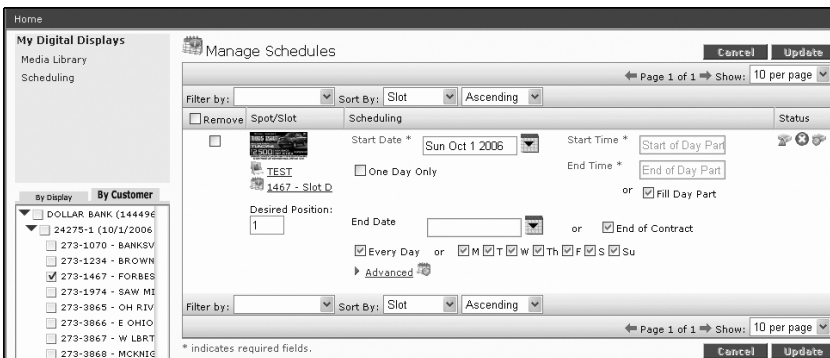 Home
My Digital Displays
Media Library
Scheduling
Manage Schedules
Cancel Update
Page 1 of 1 Show: 10 per page
Filter by: Sort By: Slot Ascending
Remove Spot/Slot Scheduling Status
Start Date * Sun Oct 1 2006 Start Time * Start of Day Part
TEST One Day Only End Time * End of Day Part
1467 - Slot D or Fill Day Part
Desired Position:
1
End Date or End of Contract
Every Day or M T W Th F S Su
Advanced
By Display By Customer
DOLLAR BANK (144496
24275-1 (10/1/2006
273-1070 - BANKSV
273-1234 - BROWN
273-1467 - FORBES
273-1974 - SAW MI
273-3865 - OH RIV
273-3866 - E OHIO
273-3867 - W LBRT
273-3868 - MCKNIG
Filter by: Sort By: Slot Ascending
Page 1 of 1 Show: 10 per page
* indicates required fields.
Cancel Update